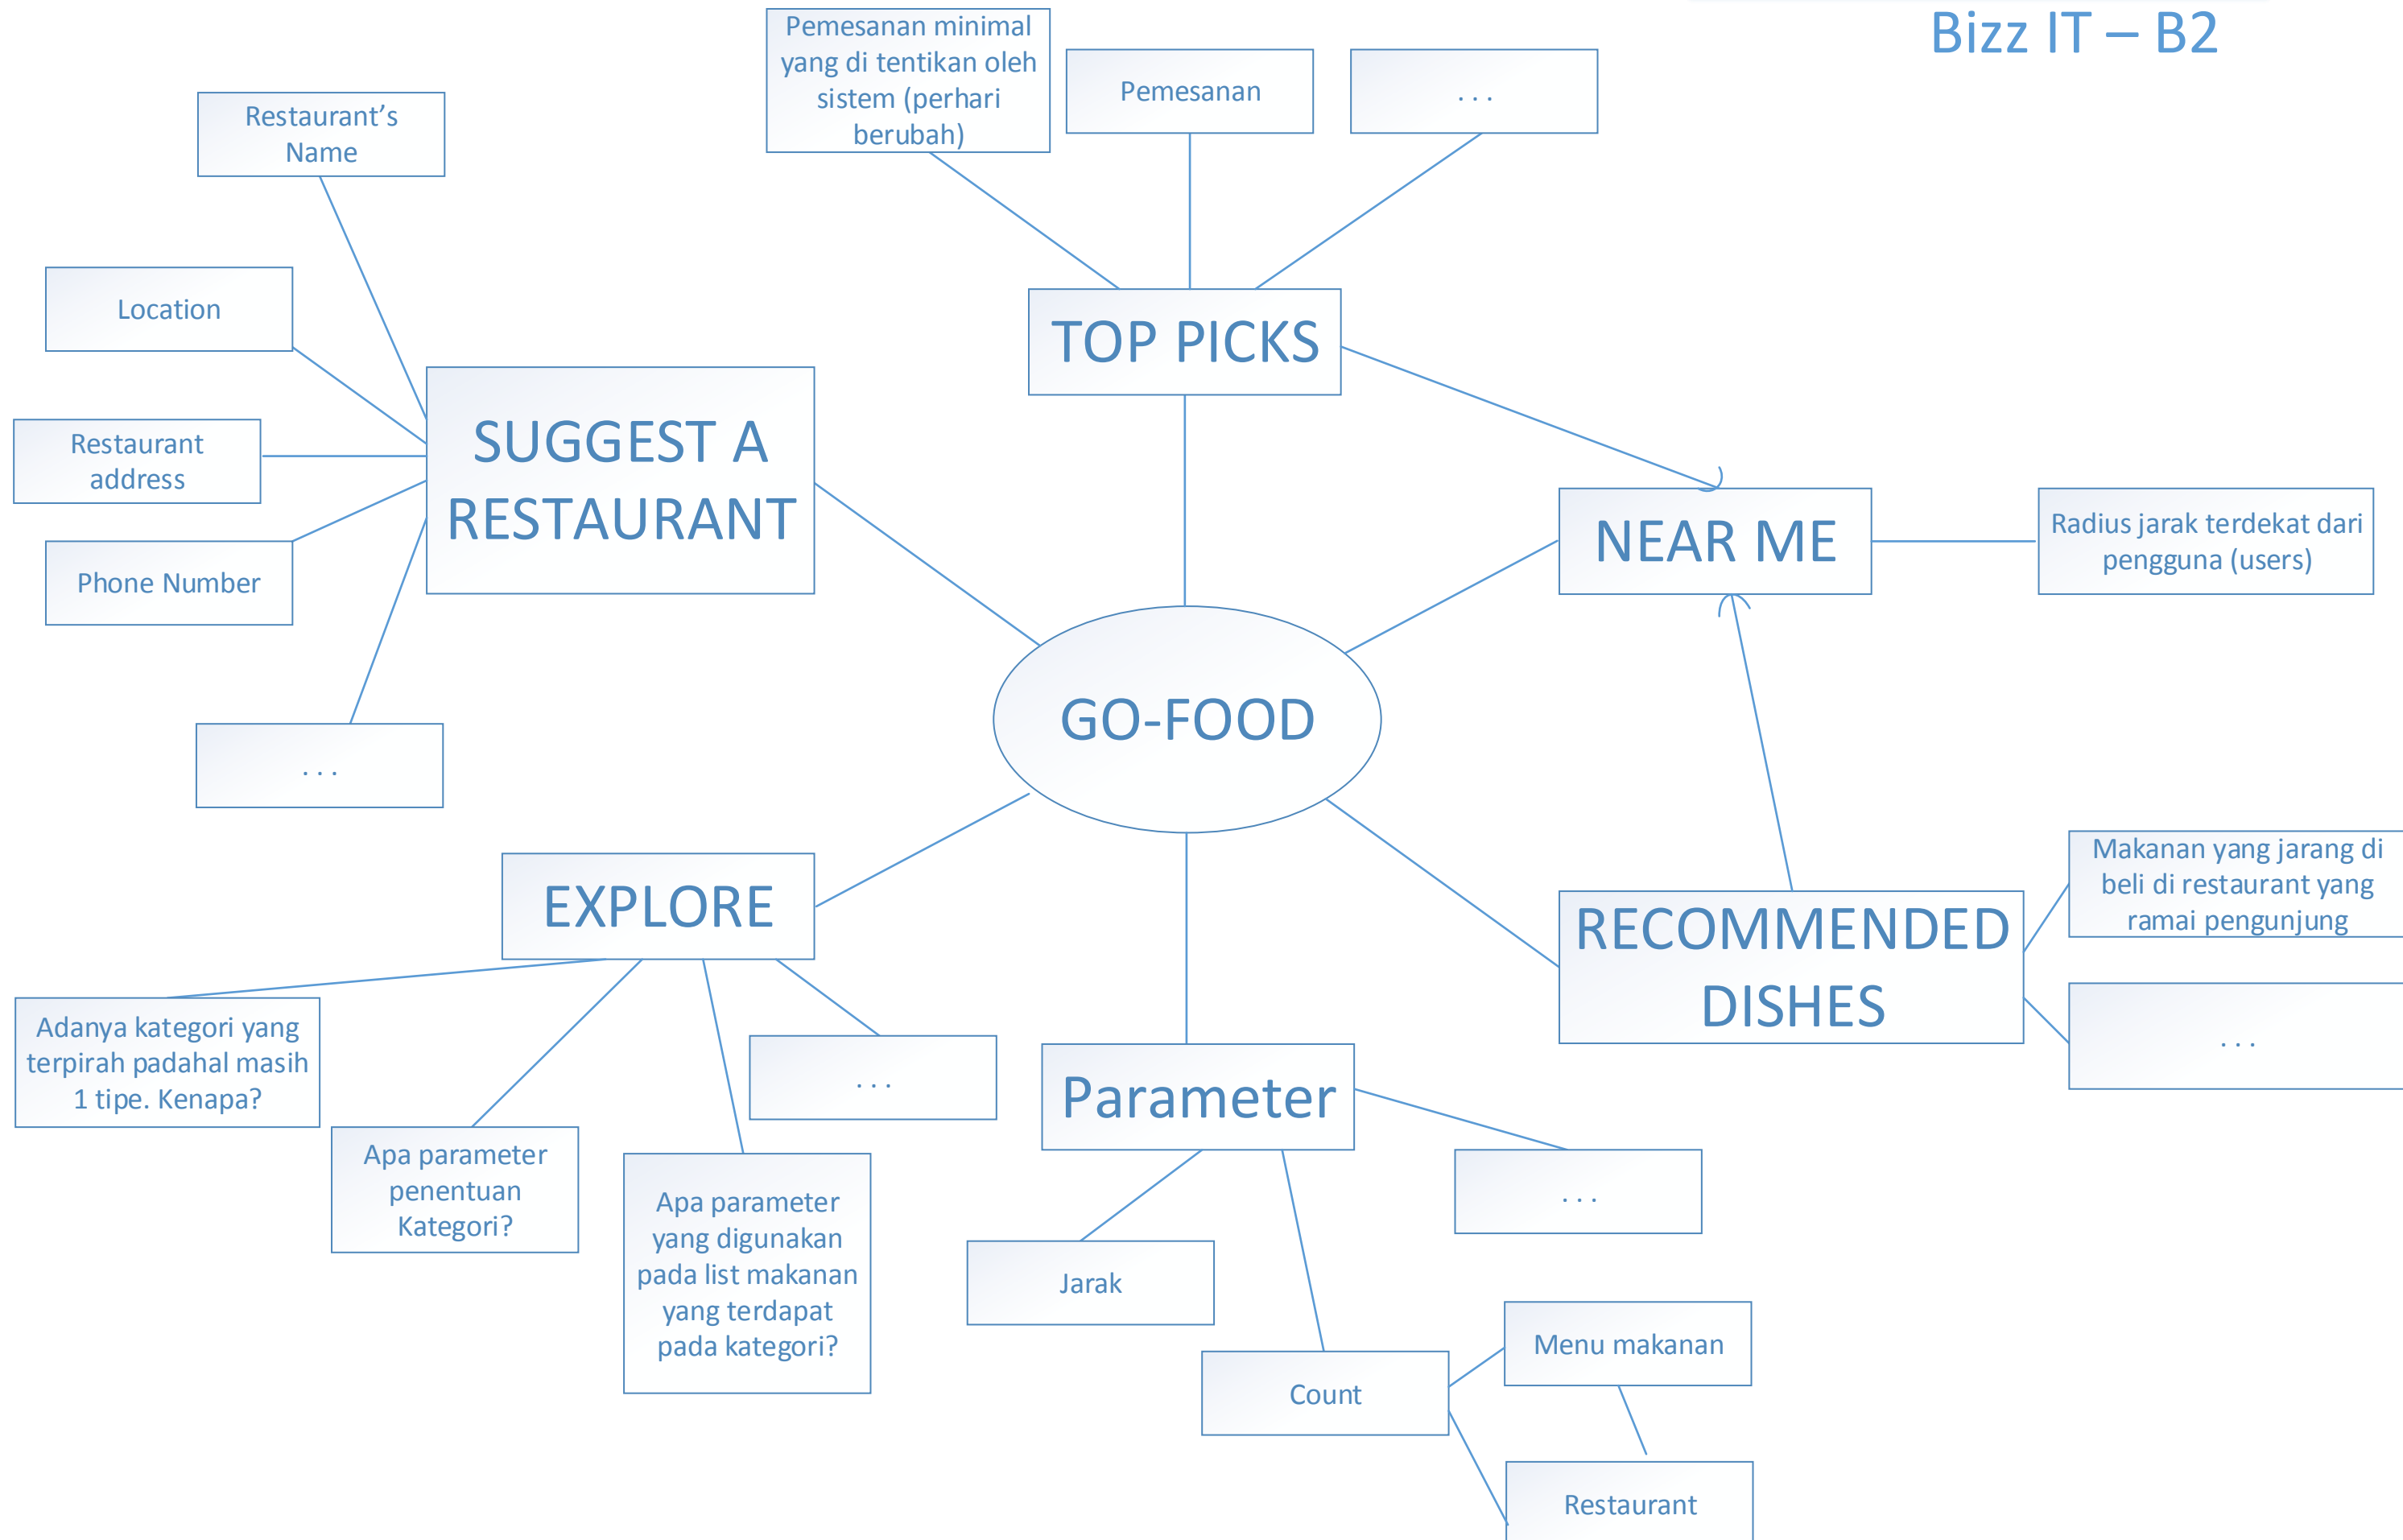 Bizz IT – B2
Pemesanan minimal
yang di tentikan oleh
sistem (perhari
berubah)
Pemesanan
. . .
Restaurant’s
Name
Location
Restaurant
address
Phone Number
. . .
SUGGEST A
RESTAURANT
TOP PICKS
NEAR ME
Radius jarak terdekat dari
pengguna (users)
GO-FOOD
RECOMMENDED
DISHES
Makanan yang jarang di
beli di restaurant yang
ramai pengunjung
. . .
EXPLORE
Adanya kategori yang
terpirah padahal masih
1 tipe. Kenapa?
Apa parameter
penentuan
Kategori?
Apa parameter
yang digunakan
pada list makanan
yang terdapat
pada kategori?
. . .
Parameter
. . .
Jarak
Count
Menu makanan
Restaurant